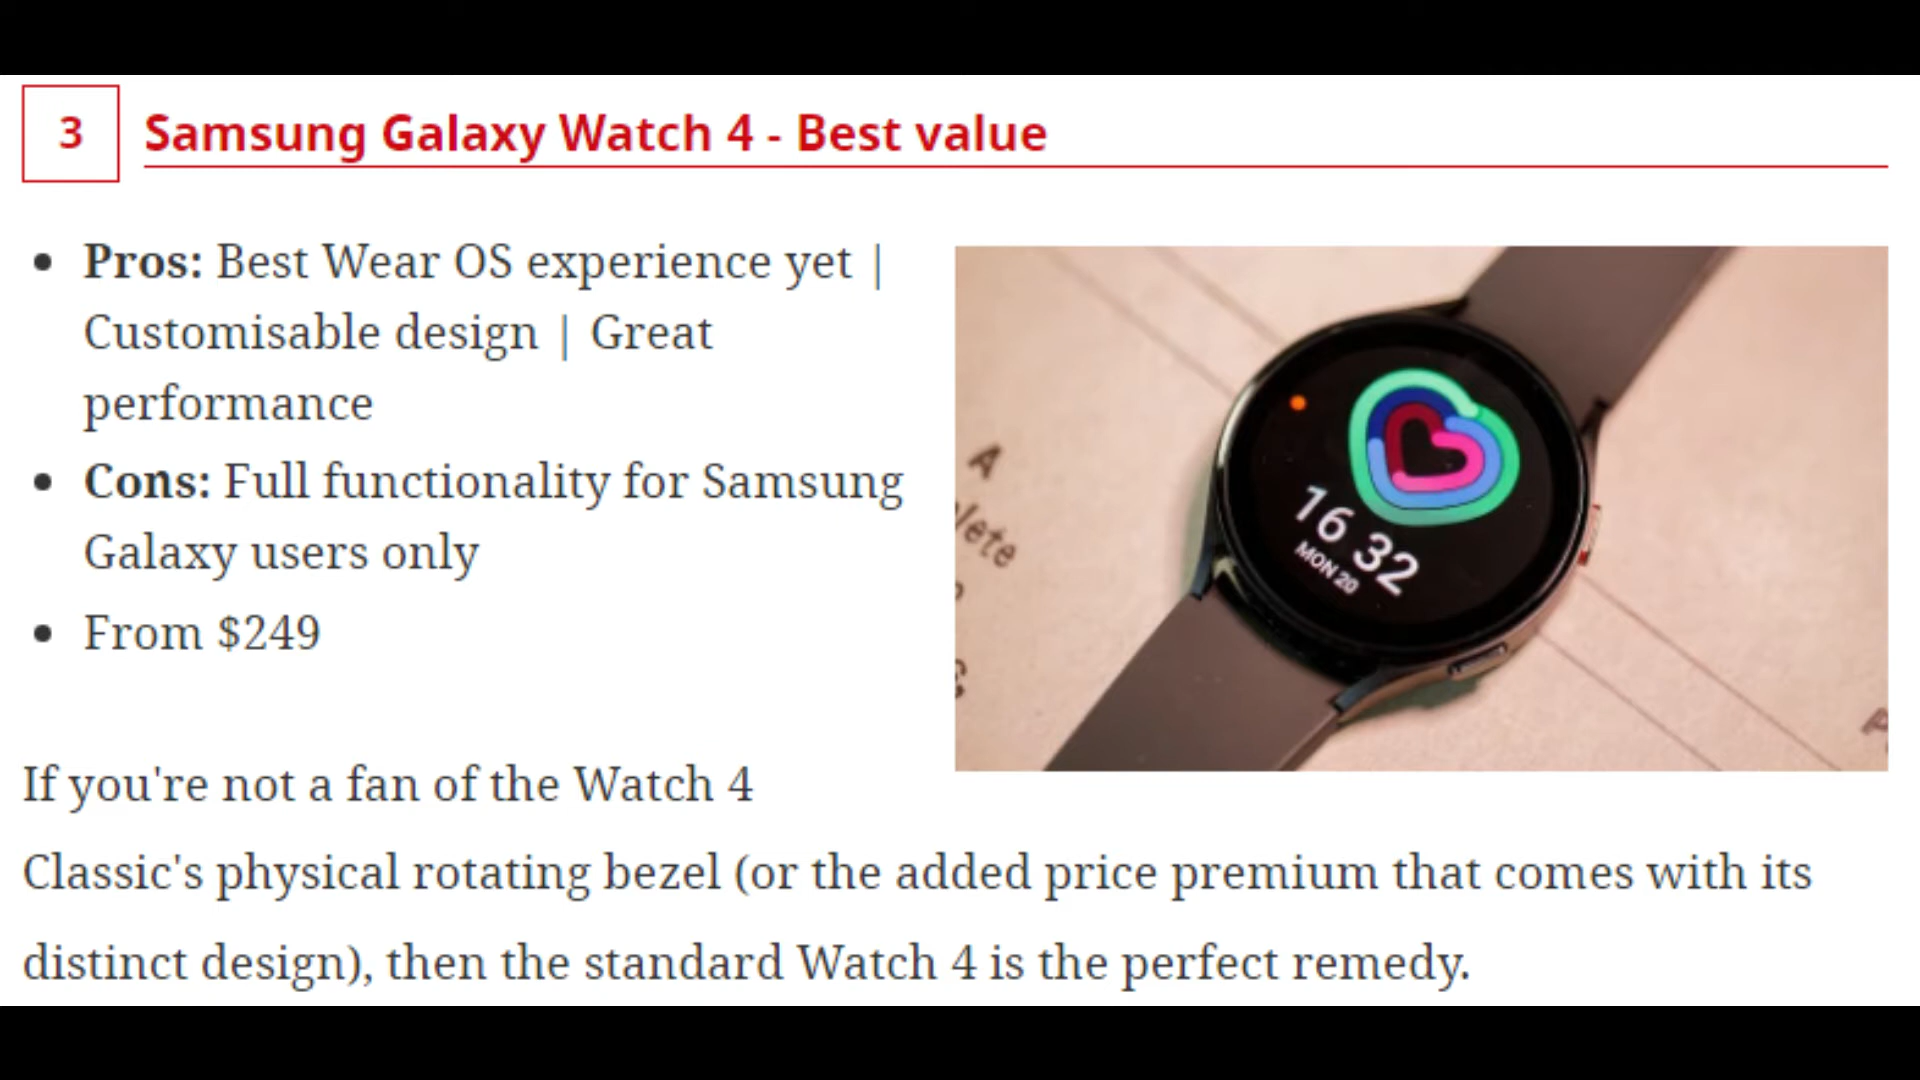 3
Samsung Galaxy Watch 4 - Best value
Pros: Best Wear OS experience yet |
Customisable design | Great
performance
Cons: Full functionality for Samsung
Galaxy users only
From $249
A
16 32
MON 20
If you're not a fan of the Watch 4
Classic's physical rotating bezel (or the added price premium that comes with its
distinct design), then the standard Watch 4 is the perfect remedy.